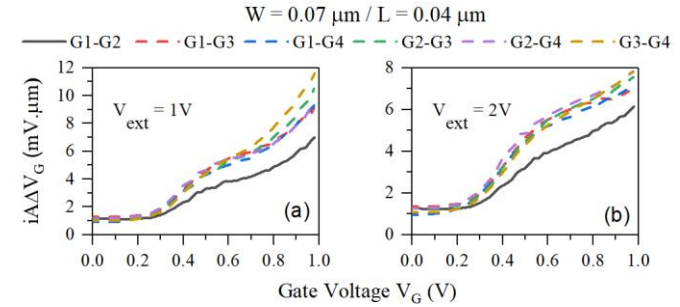 W = 0.07 μm / L = 0.04 μm
G1-G2 G1-G3 G1-G4 G2-G3 G2-G4 G3-G4
iAΔV_G (mV.μm)
12
10
8
6
4
2
0
V_ext = 1V
(a)
0.0 0.2 0.4 0.6 0.8 1.0
8
6
4
2
0
V_ext = 2V
(b)
0.0 0.2 0.4 0.6 0.8 1.0
Gate Voltage V_G (V)